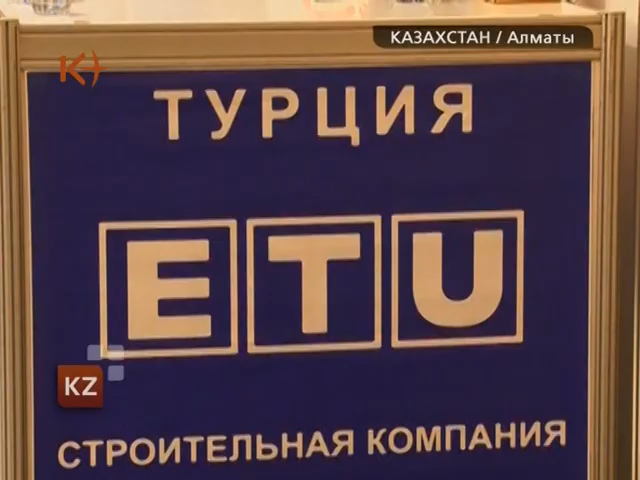 КАЗАХСТАН / Алматы
К
ТУРЦИЯ
ETU
KZ
СТРОИТЕЛЬНАЯ КОМПАНИЯ